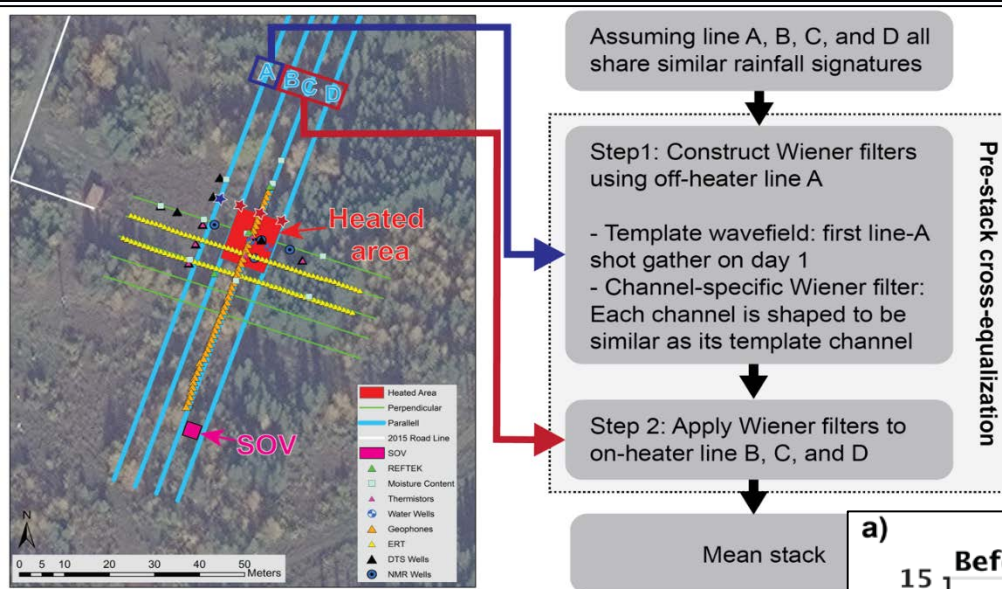 A B C D
Heated
area
SOV
Heated Area
Perpendicular
Parallell
2015 Road Line
SOV
REFTEK
Moisture Content
Thermistors
Water Wells
Geophones
ERT
DTS Wells
NMR Wells
N
0 5 10 20 30 40 50
Meters
Assuming line A, B, C, and D all
share similar rainfall signatures
Step1: Construct Wiener filters
using off-heater line A
- Template wavefield: first line-A
shot gather on day 1
- Channel-specific Wiener filter:
Each channel is shaped to be
similar as its template channel
Step 2: Apply Wiener filters to
on-heater line B, C, and D
Pre-stack cross-equalization
Mean stack
a)
Befo
15